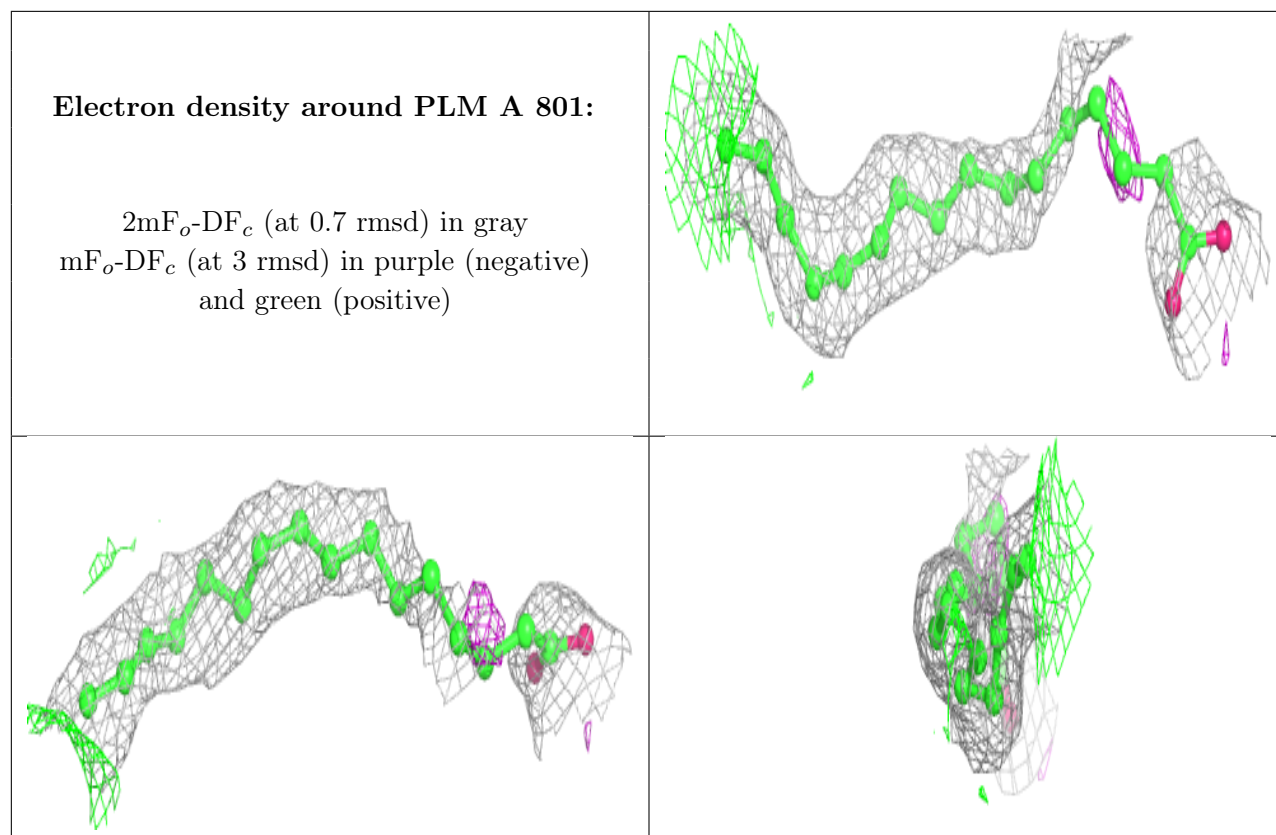 Electron density around PLM A 801:
2mFₒ-DF𝑐 (at 0.7 rmsd) in gray
mFₒ-DF𝑐 (at 3 rmsd) in purple (negative)
and green (positive)